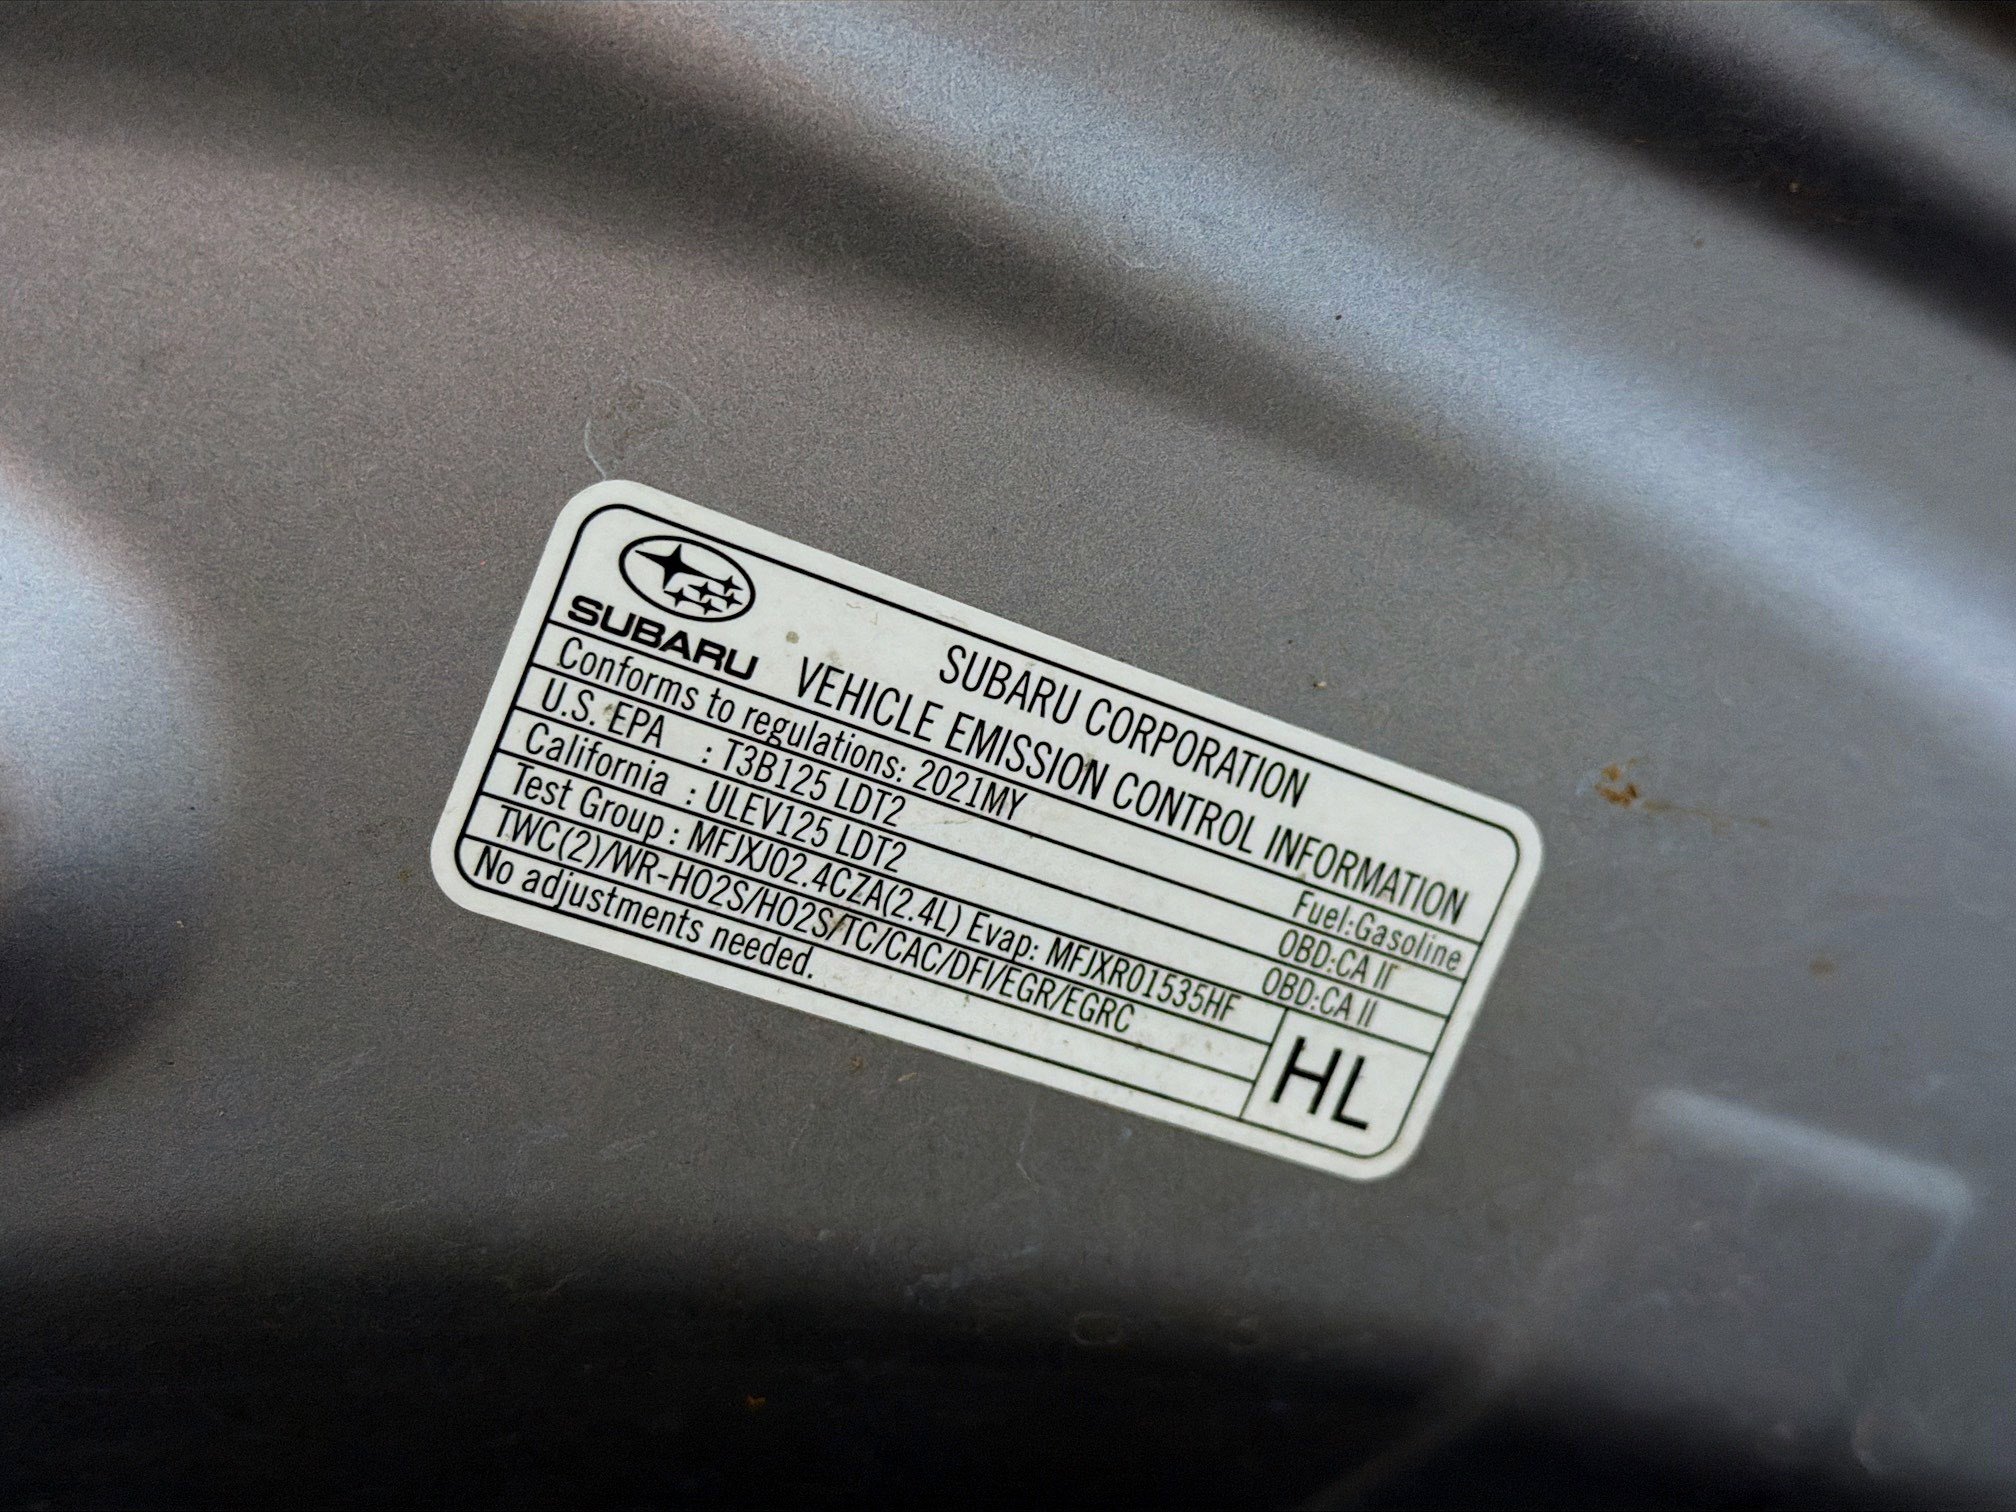 SUBARU
SUBARU CORPORATION
VEHICLE EMISSION CONTROL INFORMATION
Conforms to regulations: 2021MY Fuel:Gasoline
U.S. EPA : T3B125 LDT2 OBD:CA II
California : ULEV125 LDT2 OBD:CA II
Test Group : MFJXJ02.4CZA(2.4L) Evap: MFJXR01535HF
TWC(2)/WR-HO2S/HO2S/TC/CAC/DFI/EGR/EGRC
No adjustments needed.
HL